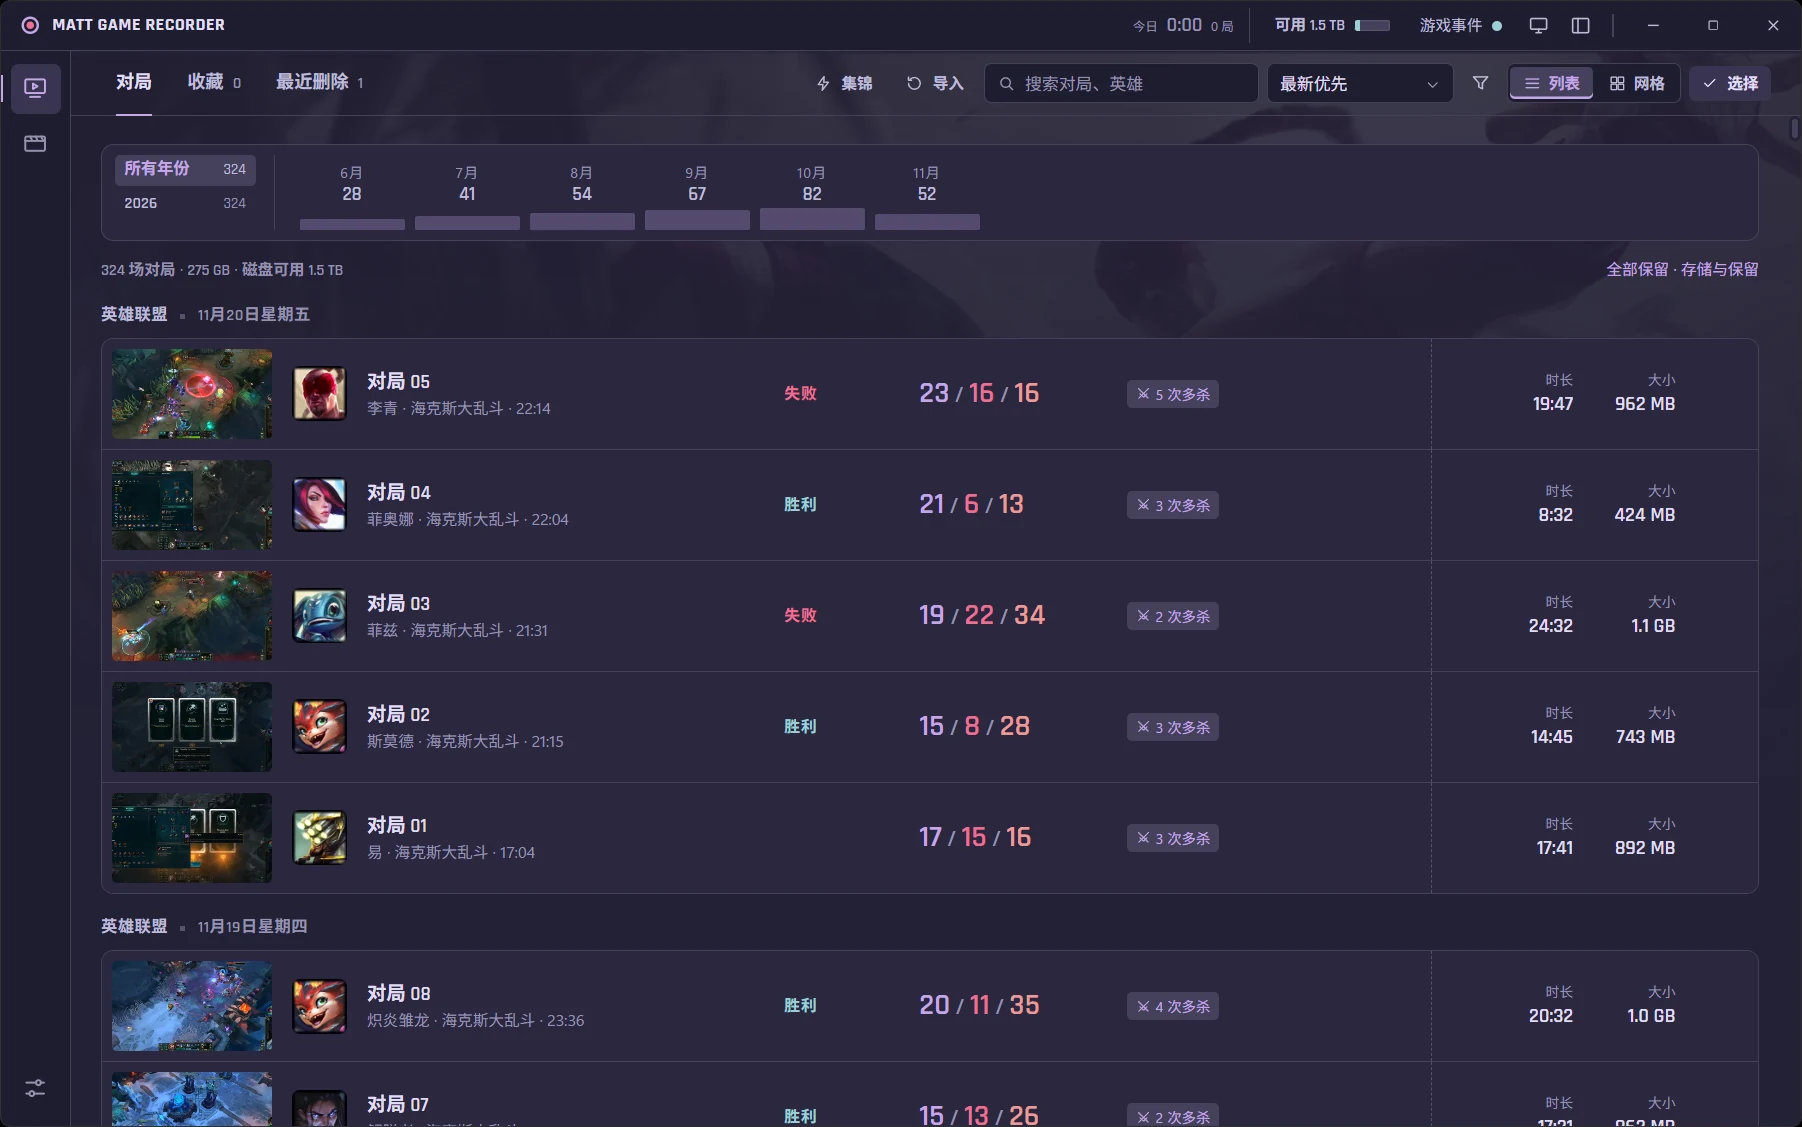 MATT GAME RECORDER
今日 0:00 0 局
可用 1.5 TB
游戏事件
对局
收藏 0
最近删除 1
集锦
导入
搜索对局、英雄
最新优先
列表
网格
选择
所有年份 324
2026 324
6月 28
7月 41
8月 54
9月 67
10月 82
11月 52
324 场对局 · 275 GB · 磁盘可用 1.5 TB
全部保留 · 存储与保留
英雄联盟 11月20日星期五
对局 05
李青 · 海克斯大乱斗 · 22:14
失败
23 / 16 / 16
5 次多杀
时长 19:47
大小 962 MB
对局 04
菲奥娜 · 海克斯大乱斗 · 22:04
胜利
21 / 6 / 13
3 次多杀
时长 8:32
大小 424 MB
对局 03
菲兹 · 海克斯大乱斗 · 21:31
失败
19 / 22 / 34
2 次多杀
时长 24:32
大小 1.1 GB
对局 02
斯莫德 · 海克斯大乱斗 · 21:15
胜利
15 / 8 / 28
3 次多杀
时长 14:45
大小 743 MB
对局 01
易 · 海克斯大乱斗 · 17:04
17 / 15 / 16
3 次多杀
时长 17:41
大小 892 MB
英雄联盟 11月19日星期四
对局 08
炽炎雏龙 · 海克斯大乱斗 · 23:36
胜利
20 / 11 / 35
4 次多杀
时长 20:32
大小 1.0 GB
对局 07
胜利
15 / 13 / 26
2 次多杀
时长
大小